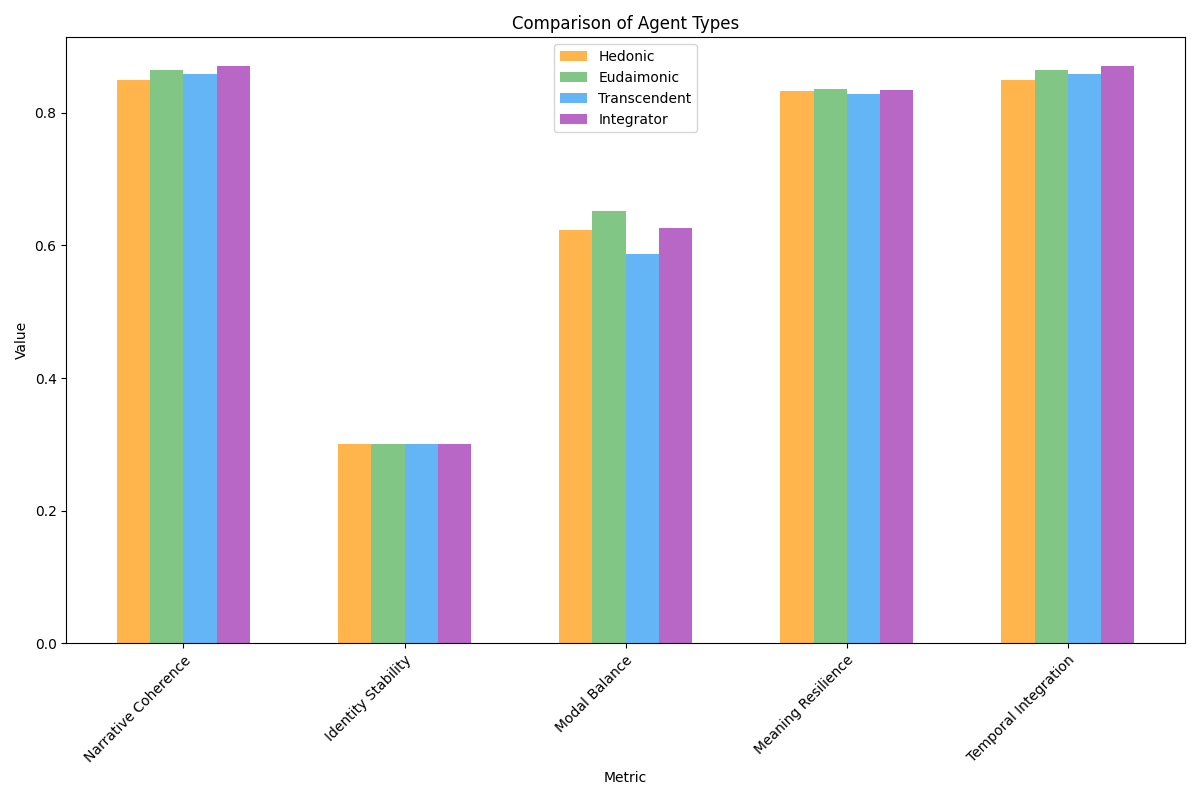 Comparison of Agent Types
Hedonic
Eudaimonic
Transcendent
Integrator
Value
0.8
0.6
0.4
0.2
0.0
Narrative Coherence
Identity Stability
Modal Balance
Meaning Resilience
Temporal Integration
Metric